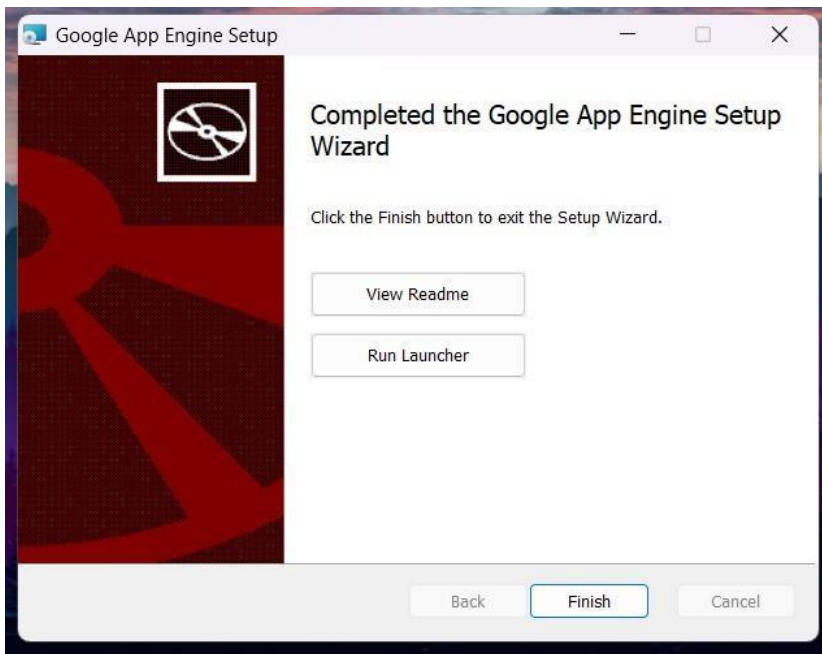 Google App Engine Setup
Completed the Google App Engine Setup
Wizard
Click the Finish button to exit the Setup Wizard.
View Readme
Run Launcher
Back
Finish
Cancel